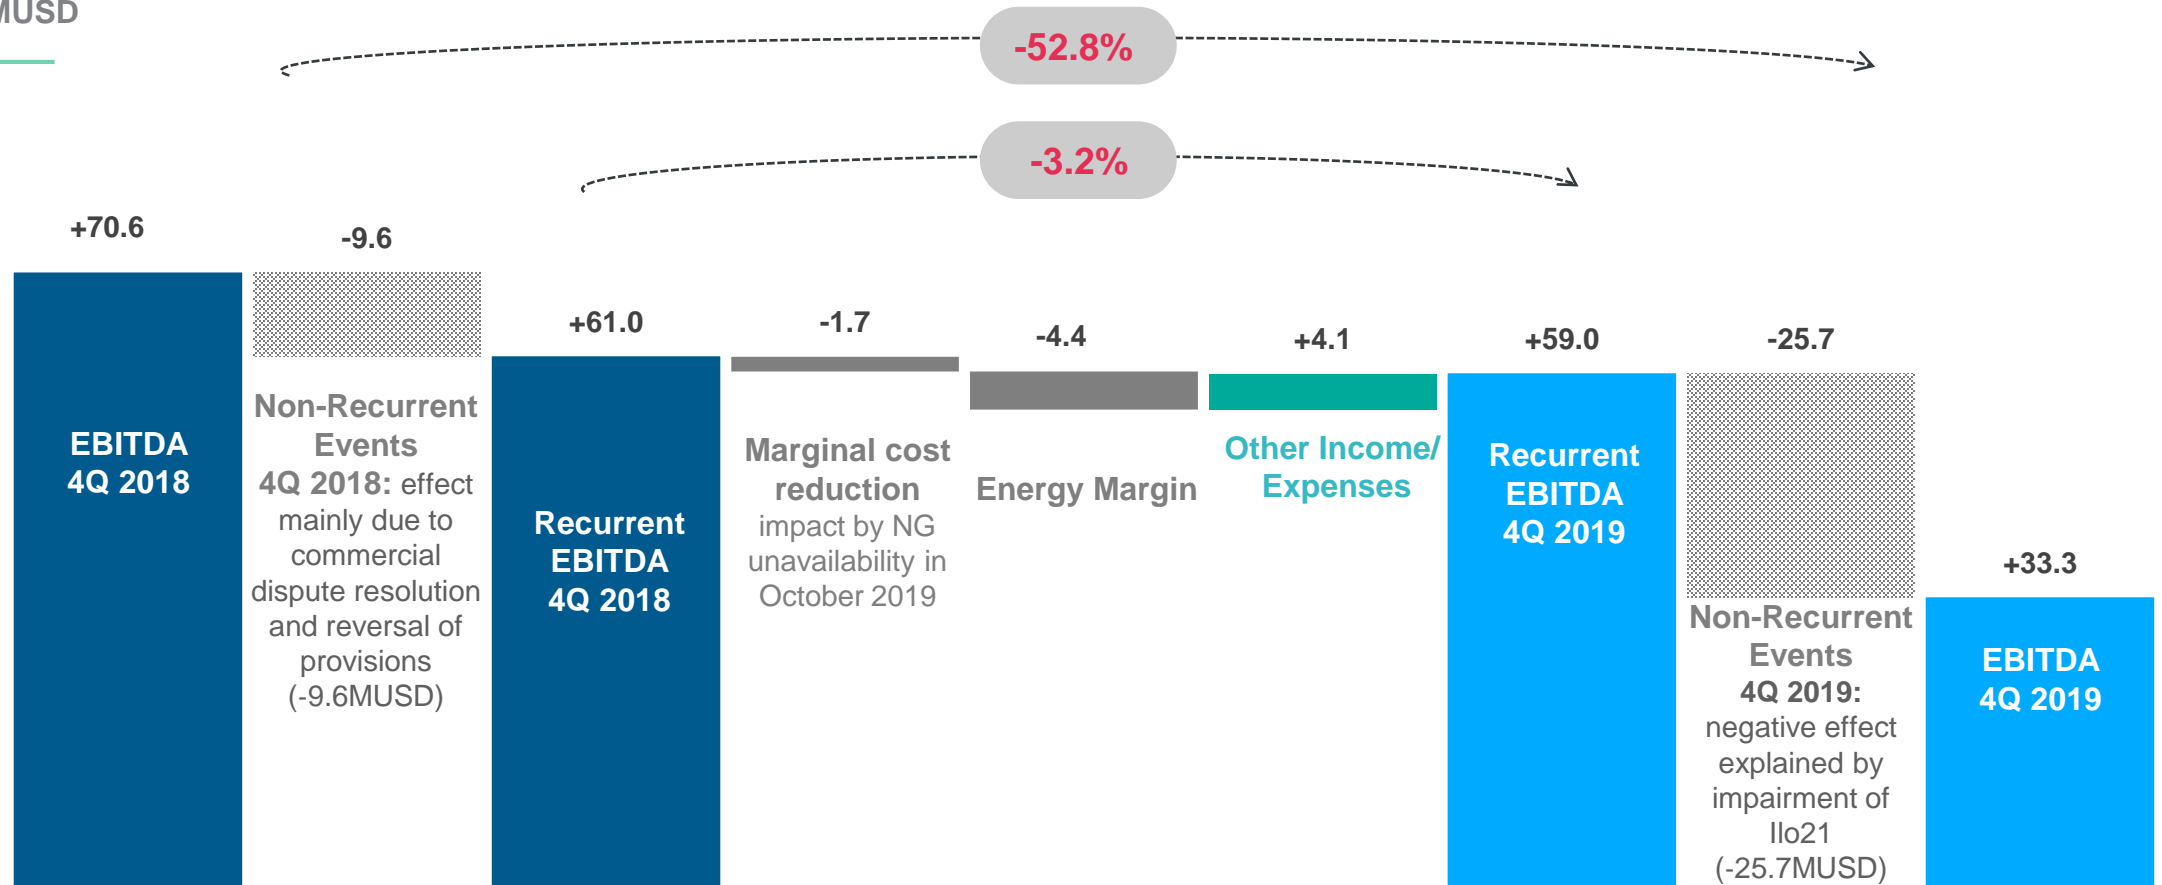 MUSD
-52.8%
-3.2%
+70.6
-9.6
+61.0
-1.7
-4.4
+4.1
+59.0
-25.7
+33.3
EBITDA
4Q 2018
Non-Recurrent
Events
4Q 2018: effect
mainly due to
commercial
dispute resolution
and reversal of
provisions
(-9.6MUSD)
Recurrent
EBITDA
4Q 2018
Marginal cost
reduction
impact by NG
unavailability in
October 2019
Energy Margin
Other Income/
Expenses
Recurrent
EBITDA
4Q 2019
Non-Recurrent
Events
4Q 2019:
negative effect
explained by
impairment of
Ilo21
(-25.7MUSD)
EBITDA
4Q 2019